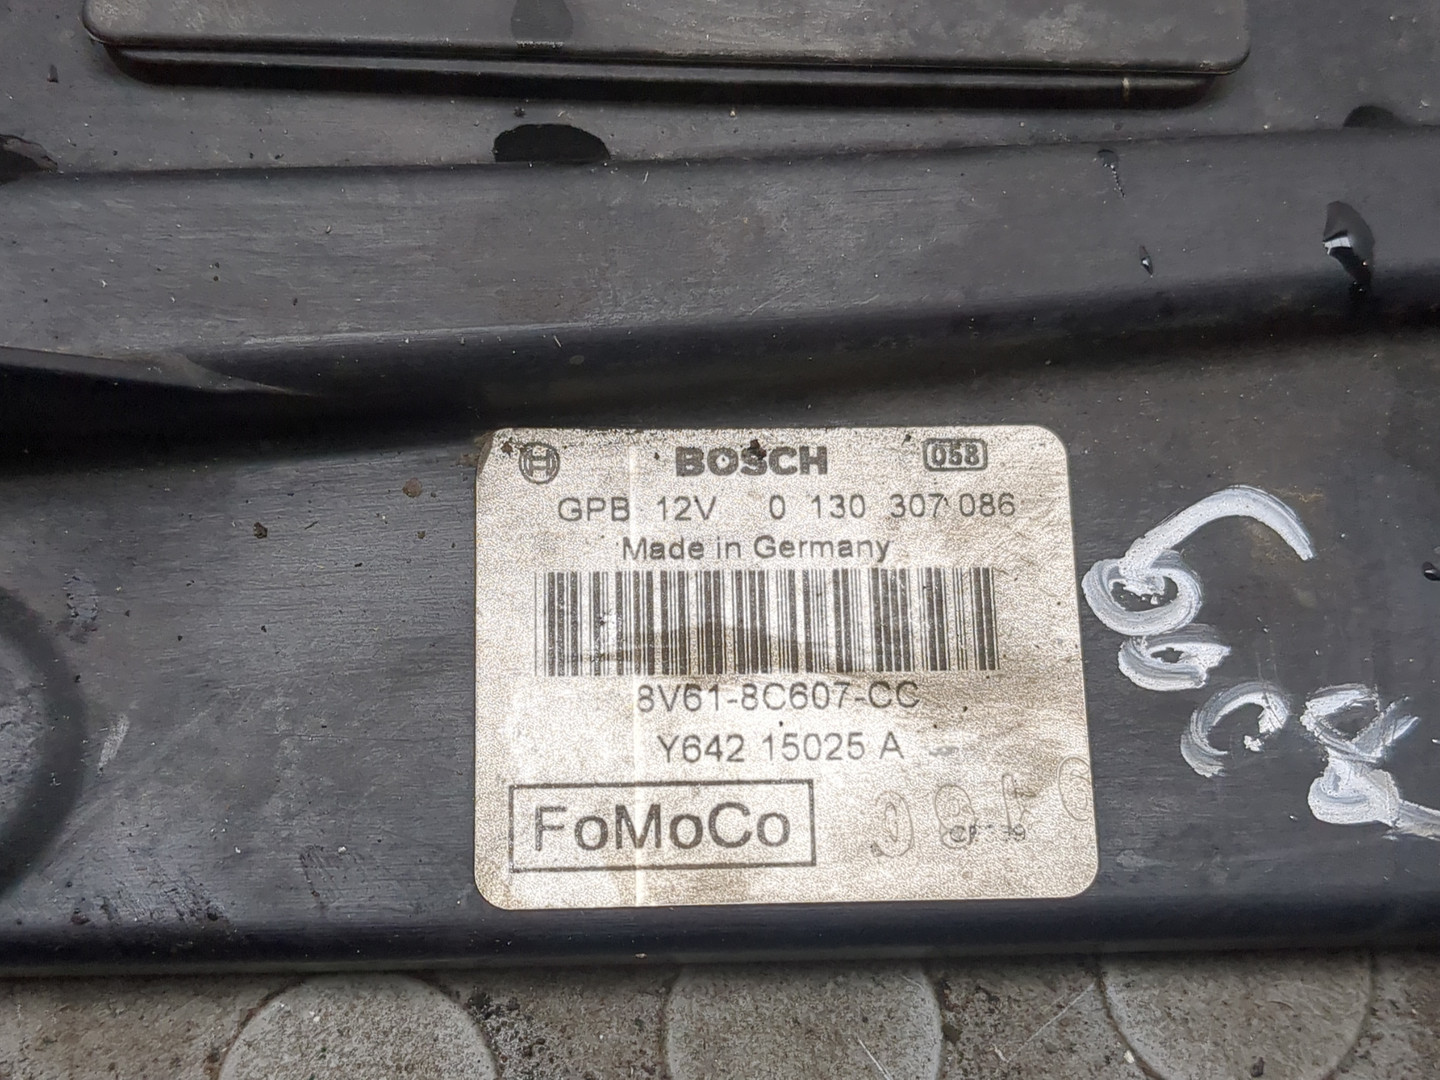 BOSCH 058
GPB 12V 0 130 307 086
Made in Germany
8V61-8C607-CC
Y642 15025 A
FoMoCo